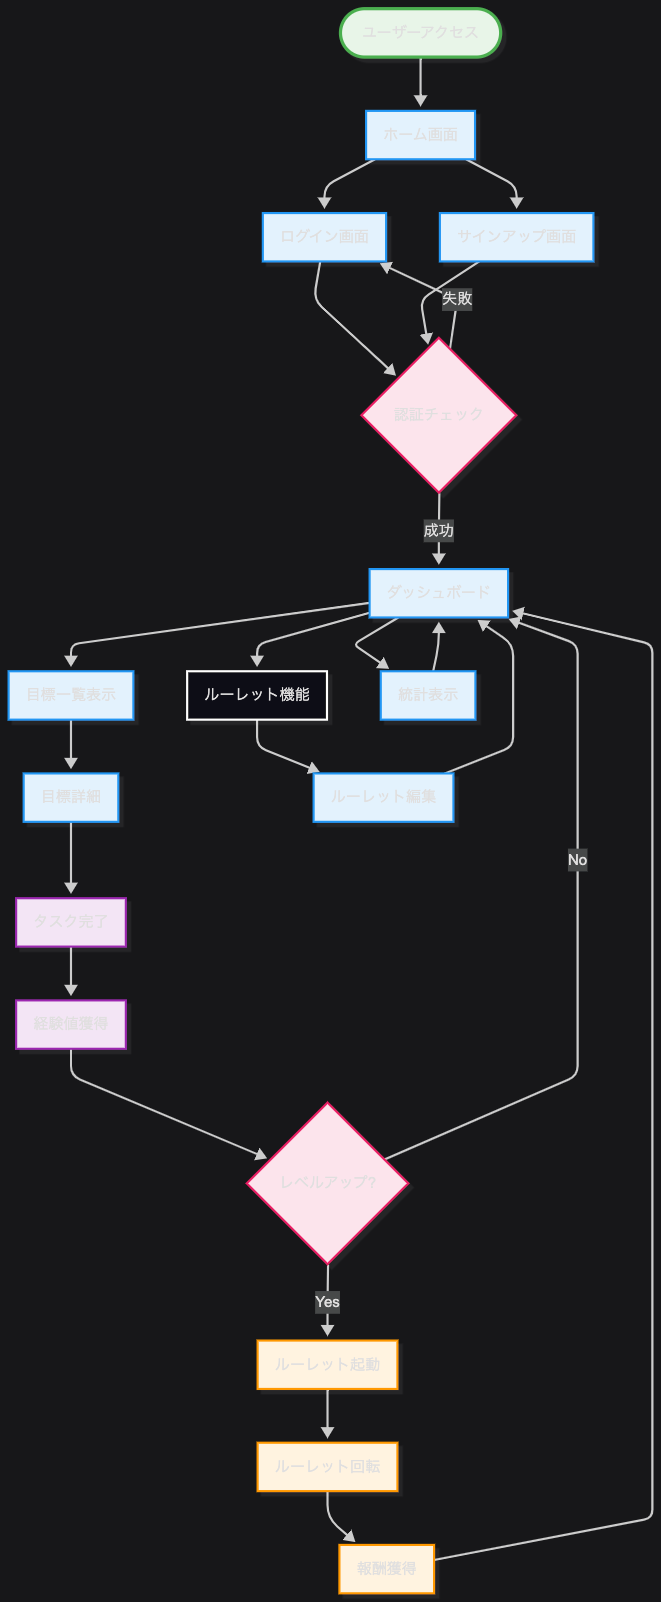 ユーザーアクセス
ホーム画面
ログイン画面
サインアップ画面
失敗
認証チェック
成功
ダッシュボード
目標一覧表示
ルーレット機能
統計表示
目標詳細
ルーレット編集
No
タスク完了
経験値獲得
レベルアップ?
Yes
ルーレット起動
ルーレット回転
報酬獲得